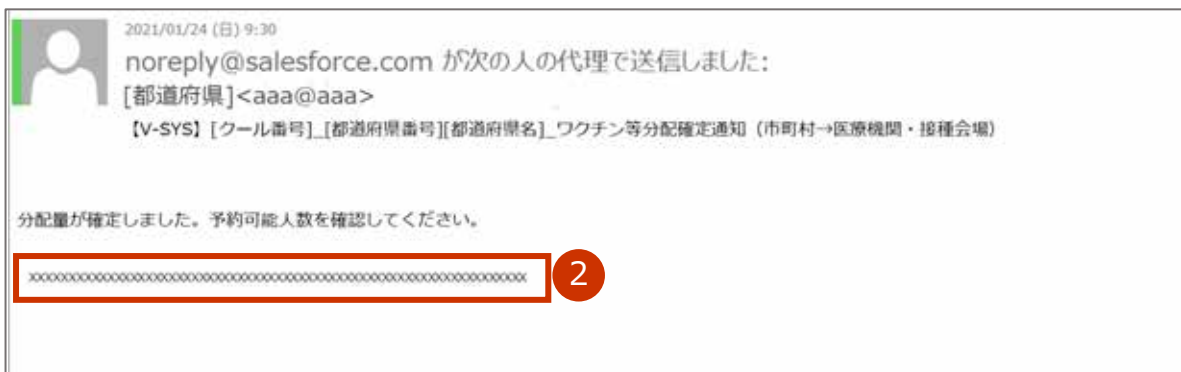 2021/01/24 (日) 9:30
noreply@salesforce.com が次の人の代理で送信しました:
[都道府県]<aaa@aaa>
【V-SYS】[クール番号]_[都道府県番号][都道府県名]_ワクチン等分配確定通知（市町村→医療機関・接種会場）
分配量が確定しました。予約可能人数を確認してください。
xxxxxxxxxxxxxxxxxxxxxxxxxxxxxxxxxxxxxxxxxxxxxxxxxxxxxxxxxxxxxxxxxxxxxxxx
2